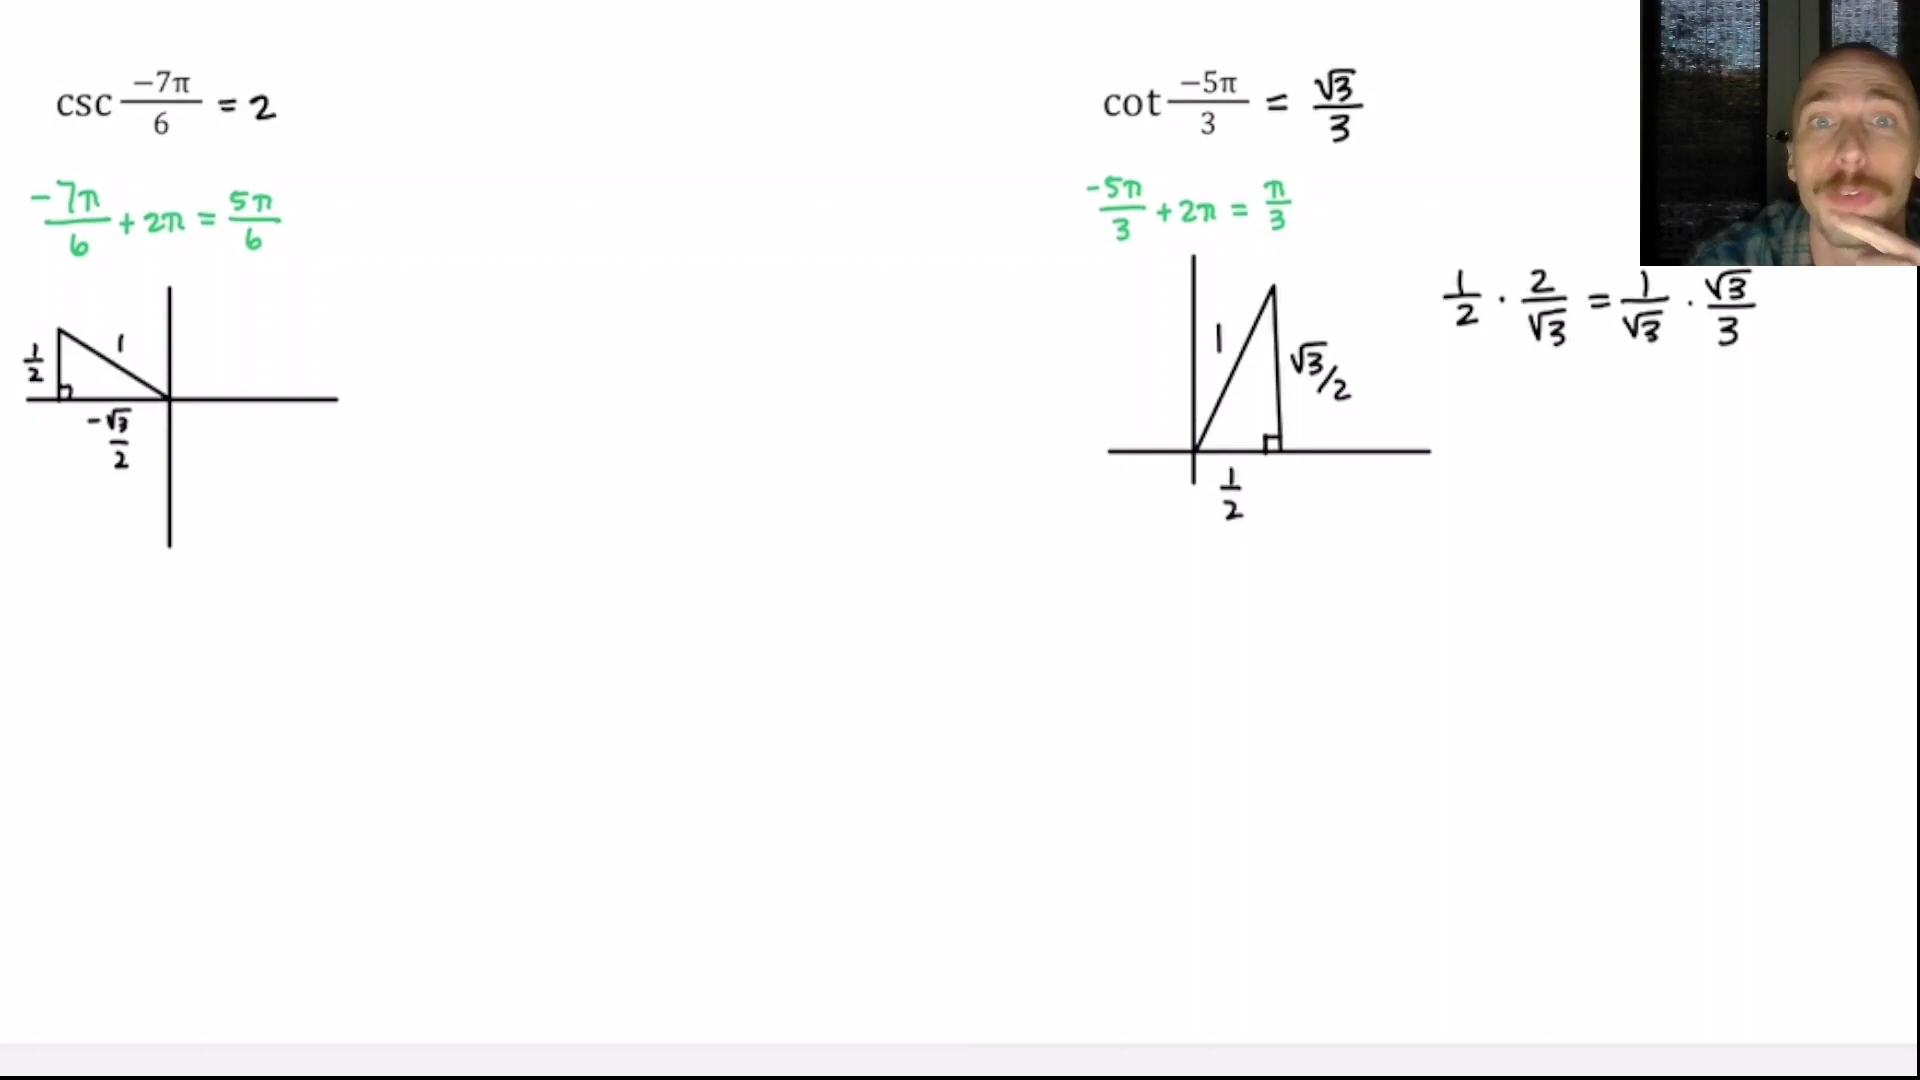 csc −7π/6 = 2
-7π/6 + 2π = 5π/6
1/2
1
-√3/2
cot −5π/3 = √3/3
-5π/3 + 2π = π/3
1
√3/2
1/2
1/2 · 2/√3 = 1/√3 · √3/3